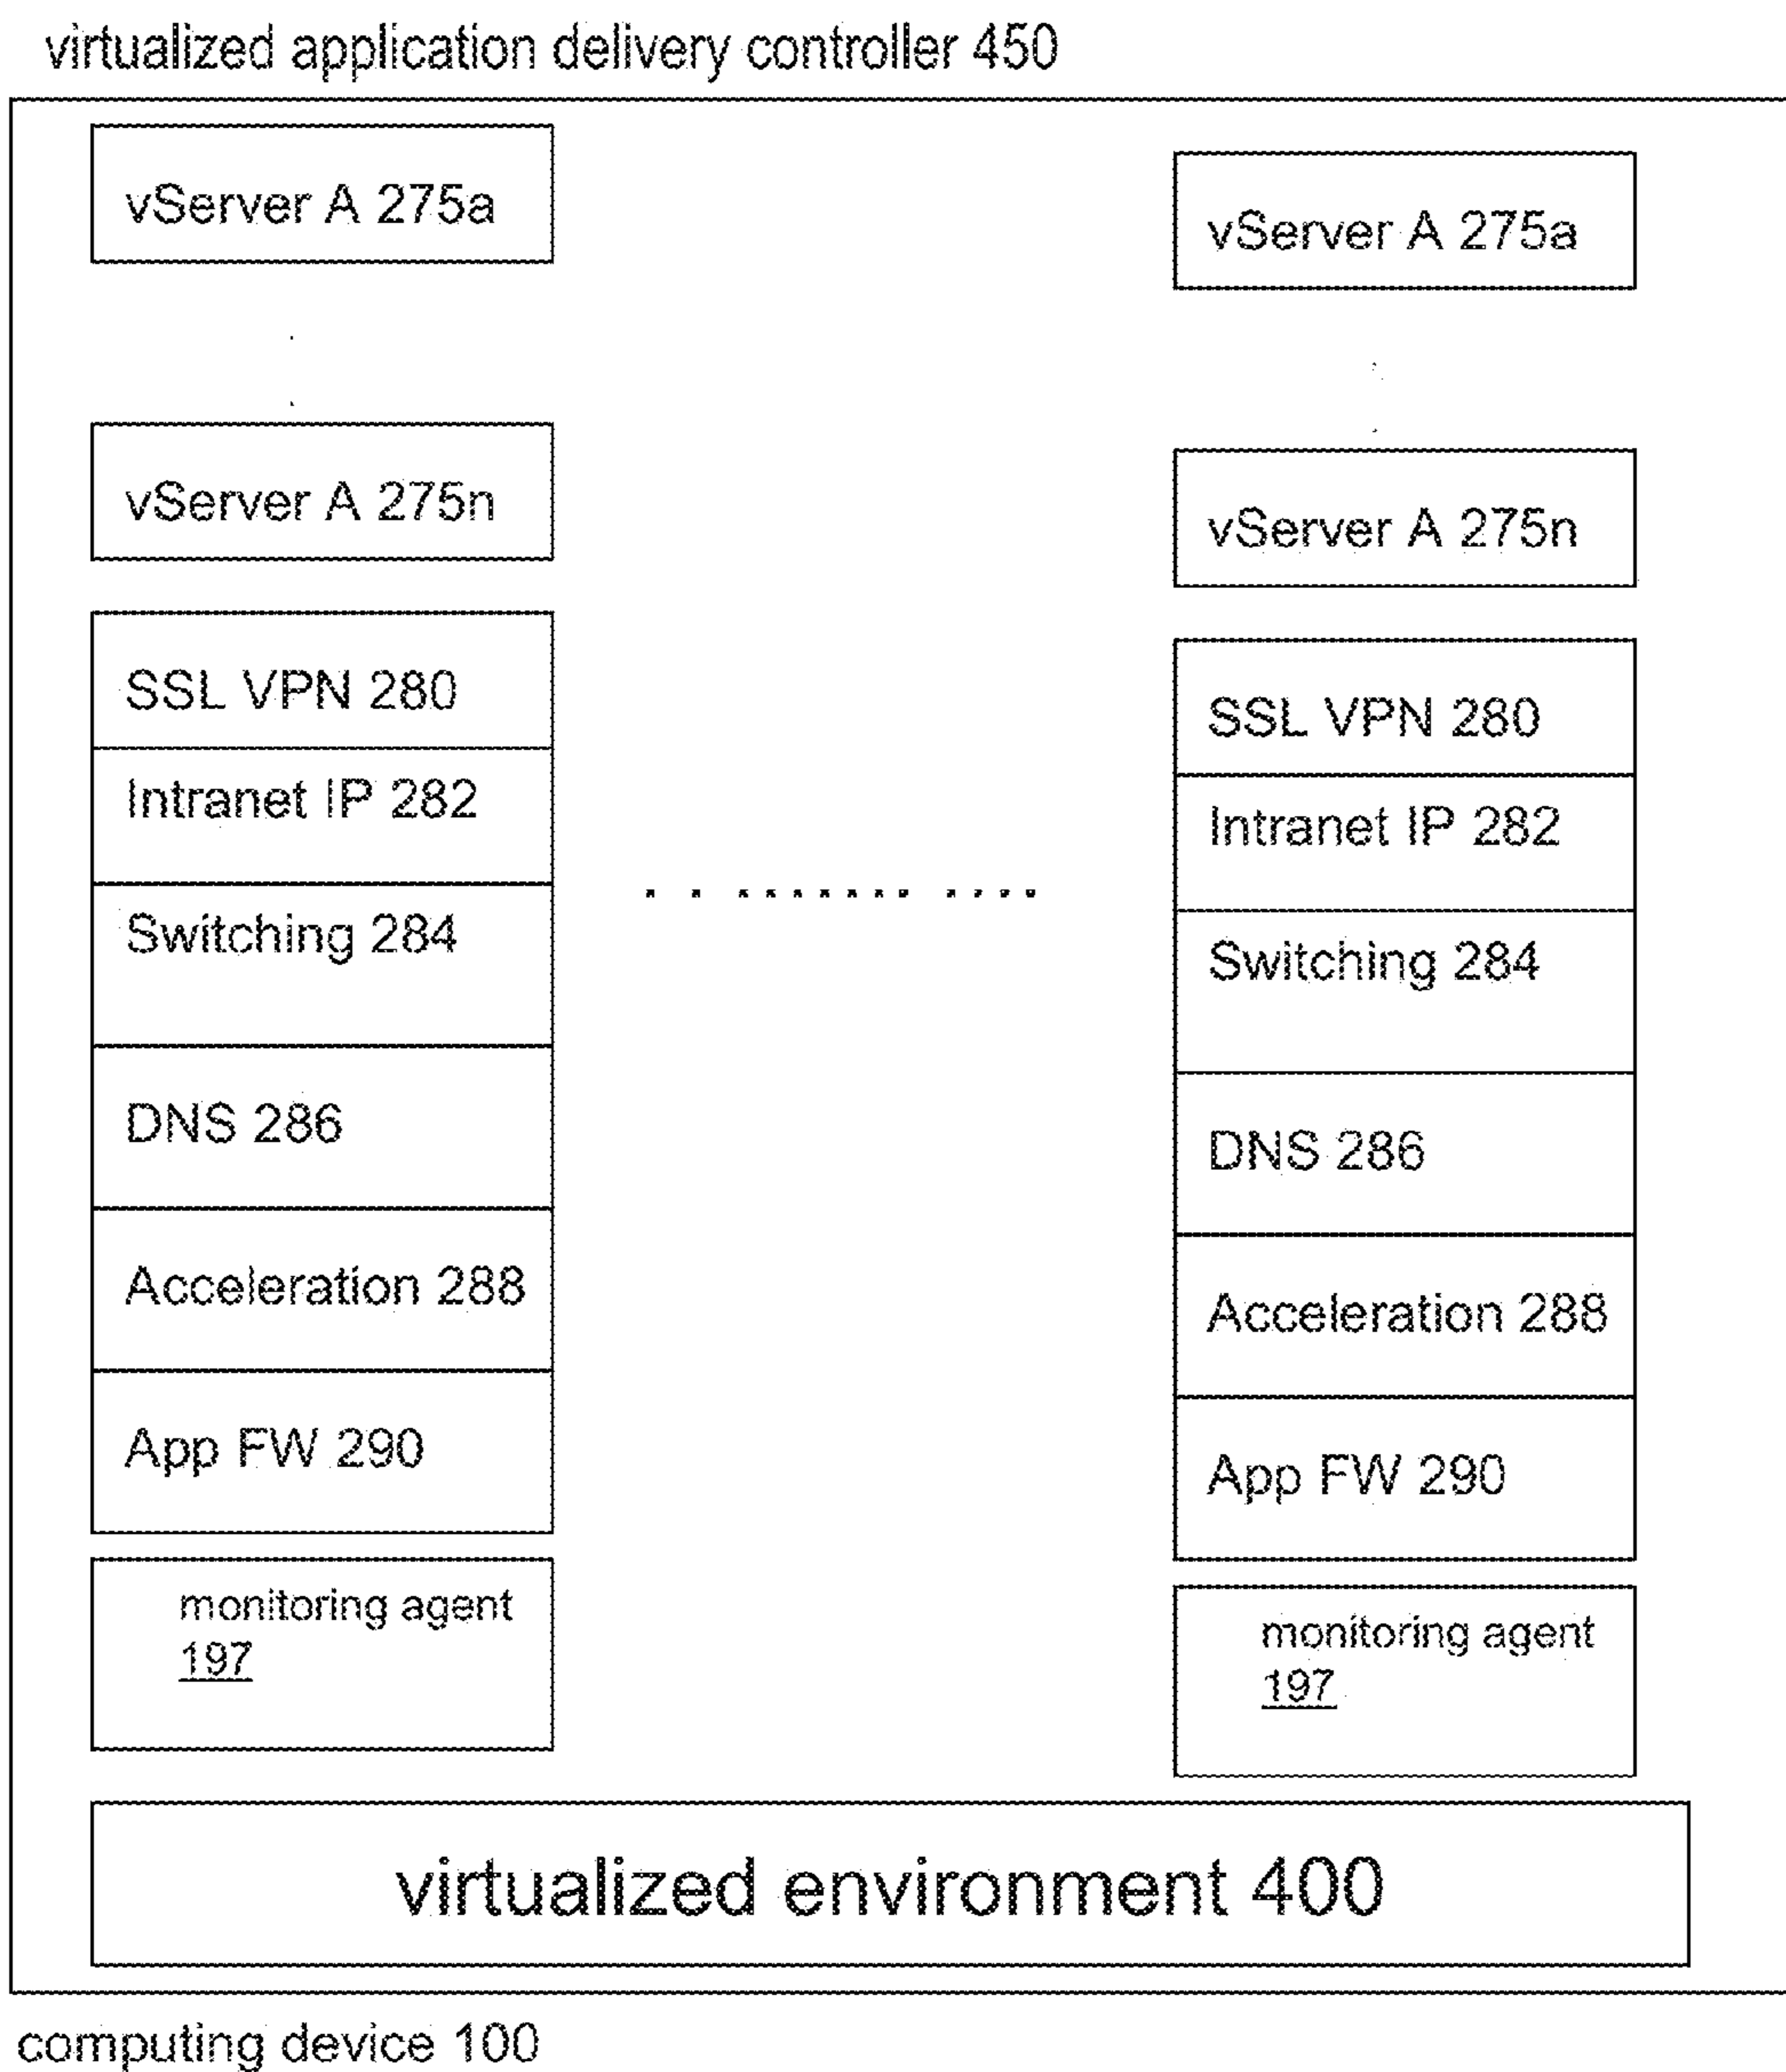 virtualized application delivery controller 450
vServer A 275a
vServer A 275n
SSL VPN 280
Intranet IP 282
Switching 284
DNS 286
Acceleration 288
App FW 290
monitoring agent
197
vServer A 275a
vServer A 275n
SSL VPN 280
Intranet IP 282
Switching 284
DNS 286
Acceleration 288
App FW 290
monitoring agent
197
virtualized environment 400
computing device 100